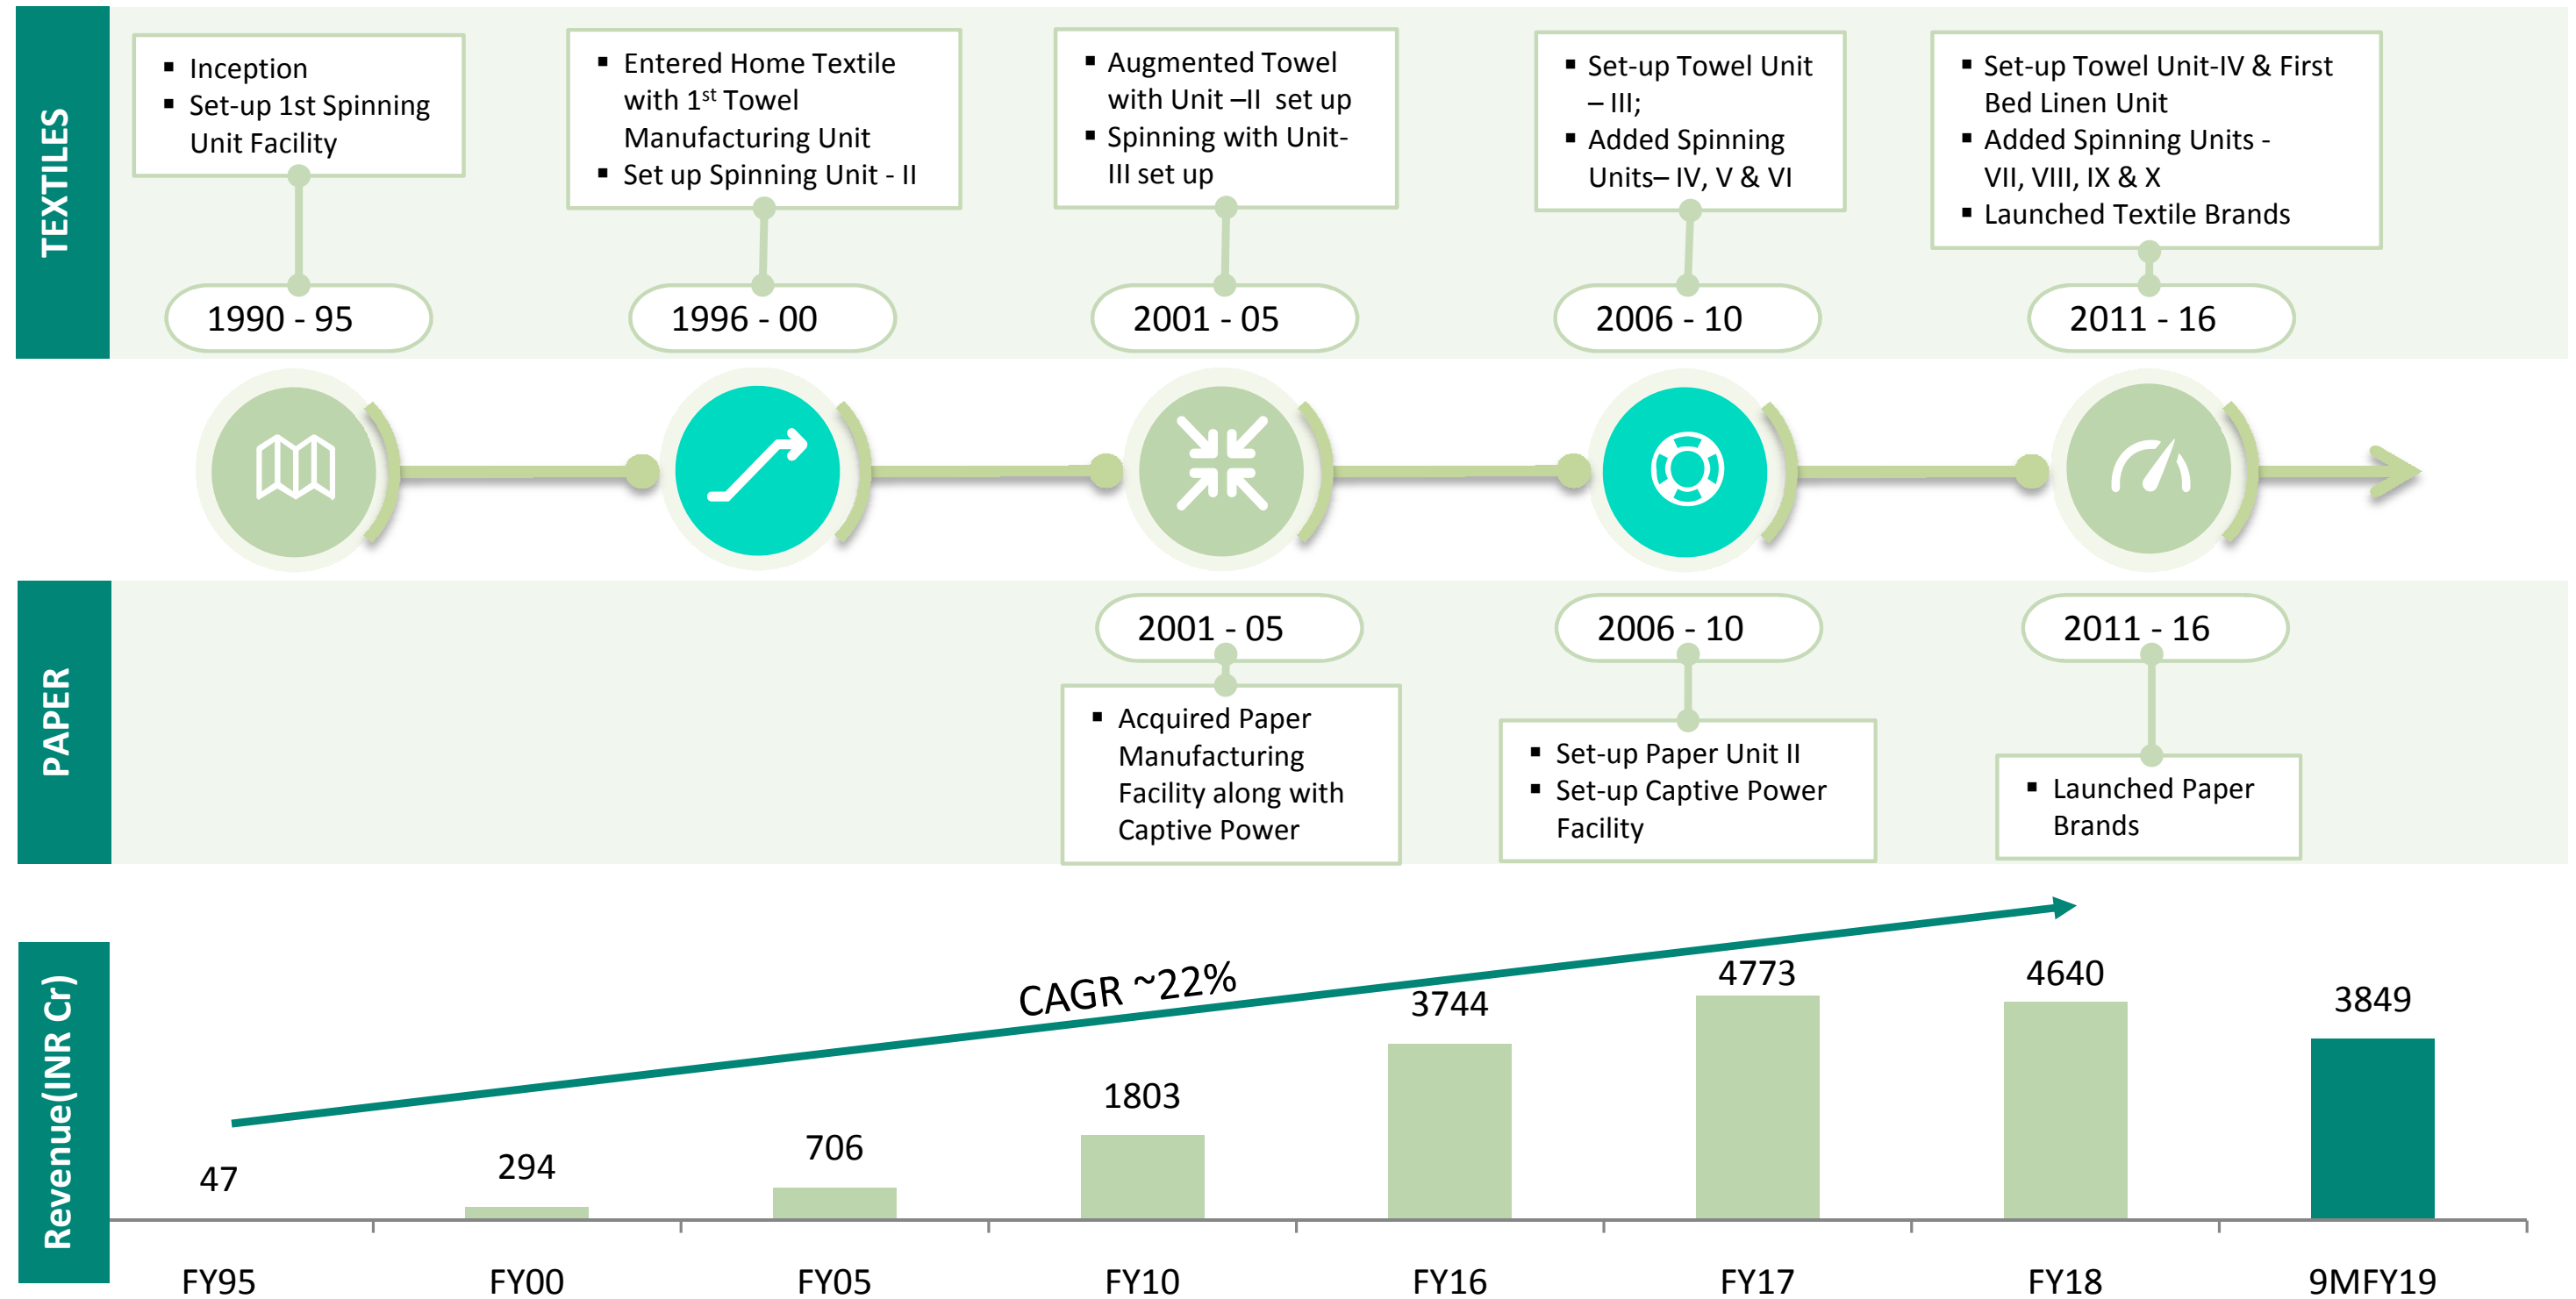 TEXTILES
▪ Inception
▪ Set-up 1st Spinning
Unit Facility
▪ Entered Home Textile
with 1st Towel
Manufacturing Unit
▪ Set up Spinning Unit - II
▪ Augmented Towel
with Unit –II set up
▪ Spinning with Unit-
III set up
▪ Set-up Towel Unit
– III;
▪ Added Spinning
Units– IV, V & VI
▪ Set-up Towel Unit-IV & First
Bed Linen Unit
▪ Added Spinning Units -
VII, VIII, IX & X
▪ Launched Textile Brands
1990 - 95
1996 - 00
2001 - 05
2006 - 10
2011 - 16
PAPER
2001 - 05
2006 - 10
2011 - 16
▪ Acquired Paper
Manufacturing
Facility along with
Captive Power
▪ Set-up Paper Unit II
▪ Set-up Captive Power
Facility
▪ Launched Paper
Brands
Revenue(INR Cr)
CAGR ~22%
47
294
706
1803
3744
4773
4640
3849
FY95
FY00
FY05
FY10
FY16
FY17
FY18
9MFY19